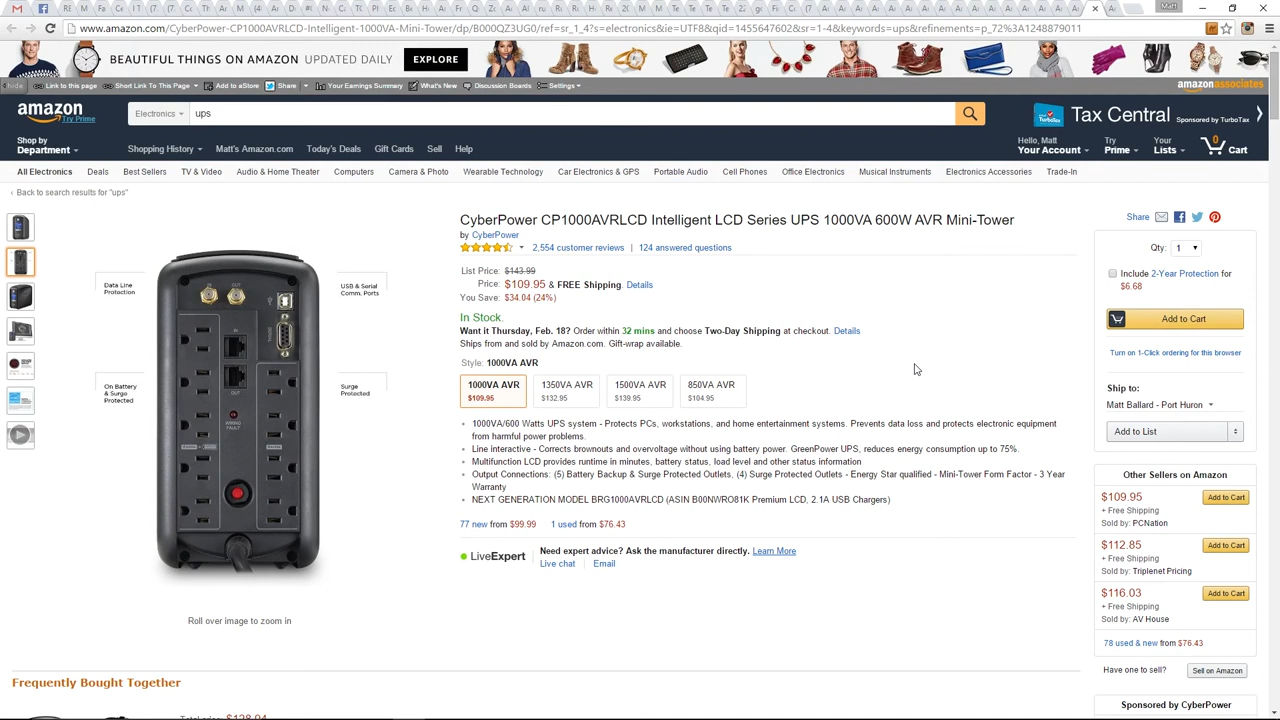 Matt
www.amazon.com/CyberPower-CP1000AVRLCD-Intelligent-1000VA-Mini-Tower/dp/B000QZ3UG0/ref=sr_1_4?s=electronics&ie=UTF8&qid=1455647602&sr=1-4&keywords=ups&refinements=p_72%3A1248879011
BEAUTIFUL THINGS ON AMAZON UPDATED DAILY EXPLORE
hide Link to this page Short Link To This Page Add to aStore Share Your Earnings Summary What's New Discussion Boards Settings amazonassociates
amazon Try Prime
Electronics ups
Tax Central Sponsored by TurboTax
Shop by Department
Shopping History Matt's Amazon.com Today's Deals Gift Cards Sell Help
Hello, Matt Your Account
Try Prime
Your Lists
0 Cart
All Electronics Deals Best Sellers TV & Video Audio & Home Theater Computers Camera & Photo Wearable Technology Car Electronics & GPS Portable Audio Cell Phones Office Electronics Musical Instruments Electronics Accessories Trade-In
‹ Back to search results for "ups"
Data Line Protection
USB & Serial Comm. Ports
On Battery & Surge Protected
Surge Protected
IN OUT
IN
OUT
WIRING FAULT
Roll over image to zoom in
CyberPower CP1000AVRLCD Intelligent LCD Series UPS 1000VA 600W AVR Mini-Tower
by CyberPower
2,554 customer reviews | 124 answered questions
List Price: $143.99
Price: $109.95 & FREE Shipping. Details
You Save: $34.04 (24%)
In Stock.
Want it Thursday, Feb. 18? Order within 32 mins and choose Two-Day Shipping at checkout. Details
Ships from and sold by Amazon.com. Gift-wrap available.
Style: 1000VA AVR
1000VA AVR 1350VA AVR 1500VA AVR 850VA AVR
$109.95 $132.95 $139.95 $104.95
1000VA/600 Watts UPS system - Protects PCs, workstations, and home entertainment systems. Prevents data loss and protects electronic equipment
from harmful power problems.
Line interactive - Corrects brownouts and overvoltage without using battery power. GreenPower UPS, reduces energy consumption up to 75%.
Multifunction LCD provides runtime in minutes, battery status, load level and other status information
Output Connections: (5) Battery Backup & Surge Protected Outlets, (4) Surge Protected Outlets - Energy Star qualified - Mini-Tower Form Factor - 3 Year
Warranty
NEXT GENERATION MODEL BRG1000AVRLCD (ASIN B00NWRO81K Premium LCD, 2.1A USB Chargers)
77 new from $99.99 1 used from $76.43
LiveExpert Need expert advice? Ask the manufacturer directly. Learn More
Live chat | Email
Share
Qty: 1
Include 2-Year Protection for
$6.68
Add to Cart
Turn on 1-Click ordering for this browser
Ship to:
Matt Ballard - Port Huron
Add to List
Other Sellers on Amazon
$109.95 Add to Cart
+ Free Shipping
Sold by: PCNation
$112.85 Add to Cart
+ Free Shipping
Sold by: Triplenet Pricing
$116.03 Add to Cart
+ Free Shipping
Sold by: AV House
78 used & new from $76.43
Have one to sell? Sell on Amazon
Sponsored by CyberPower
Frequently Bought Together
Total price: $128.94